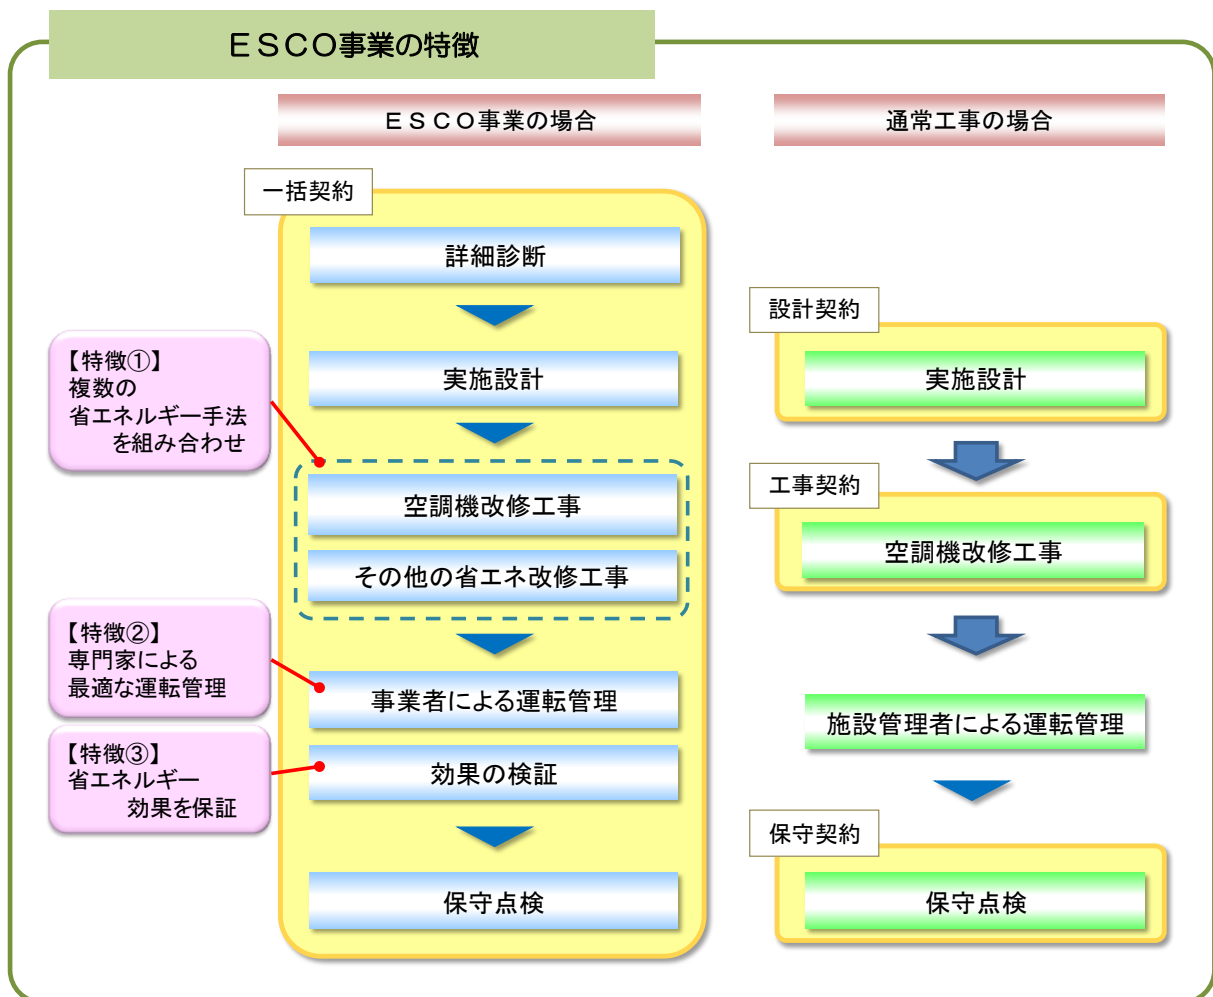 ESCO事業の特徴
ESCO事業の場合
通常工事の場合
一括契約
詳細診断
実施設計
【特徴①】
複数の
省エネルギー手法
を組み合わせ
空調機改修工事
その他の省エネ改修工事
【特徴②】
専門家による
最適な運転管理
事業者による運転管理
【特徴③】
省エネルギー
効果を保証
効果の検証
保守点検
設計契約
実施設計
工事契約
空調機改修工事
施設管理者による運転管理
保守契約
保守点検